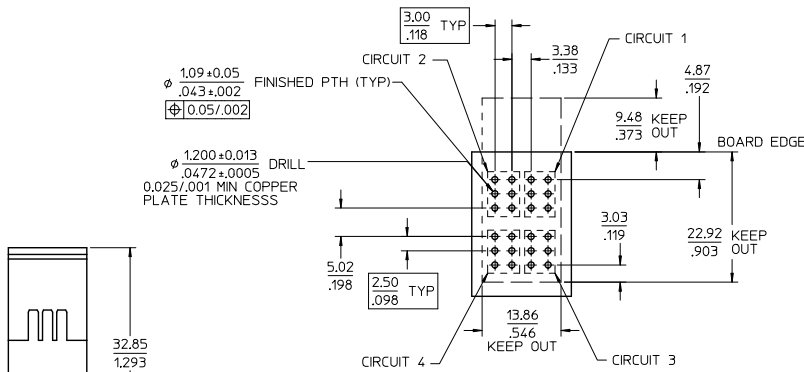 3.00 TYP
.118
CIRCUIT 1
CIRCUIT 2
3.38
.133
4.87
.192
⌀ 1.09±0.05 FINISHED PTH (TYP)
.043±.002
⌖ 0.05/.002
9.48 KEEP
.373 OUT
BOARD EDGE
⌀ 1.200±0.013 DRILL
.0472±.0005
0.025/.001 MIN COPPER
PLATE THICKNESSS
3.03
.119
22.92 KEEP
.903 OUT
5.02
.198
2.50 TYP
.098
13.86
.546
KEEP OUT
32.85
1.293
CIRCUIT 4
CIRCUIT 3